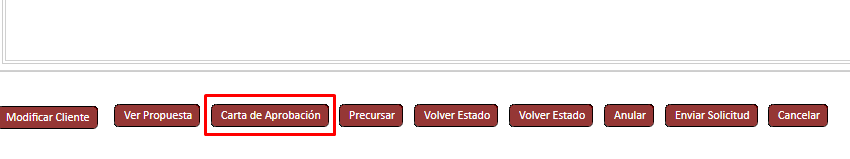 Modificar Cliente Ver Propuesta Carta de Aprobación Precursar Volver Estado Volver Estado Anular Enviar Solicitud Cancelar